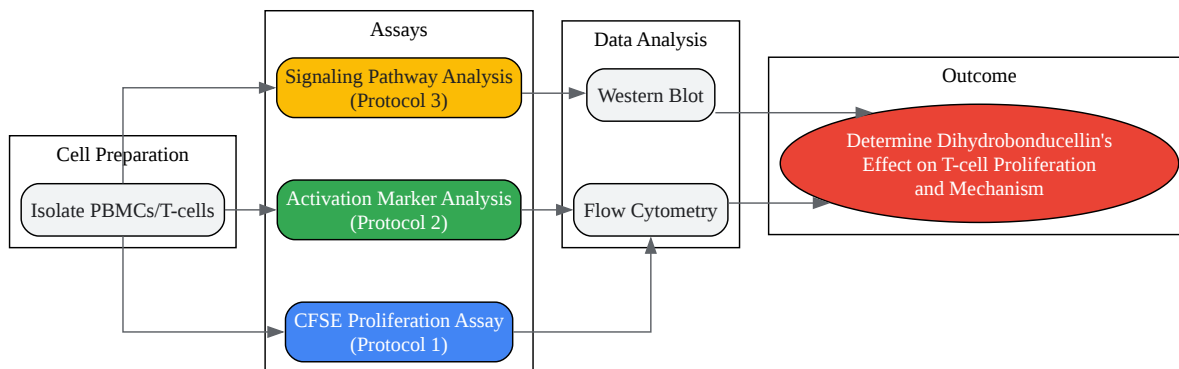 Cell Preparation
Isolate PBMCs/T-cells
Assays
Signaling Pathway Analysis
(Protocol 3)
Activation Marker Analysis
(Protocol 2)
CFSE Proliferation Assay
(Protocol 1)
Data Analysis
Western Blot
Flow Cytometry
Outcome
Determine Dihydrobonducellin's
Effect on T-cell Proliferation
and Mechanism